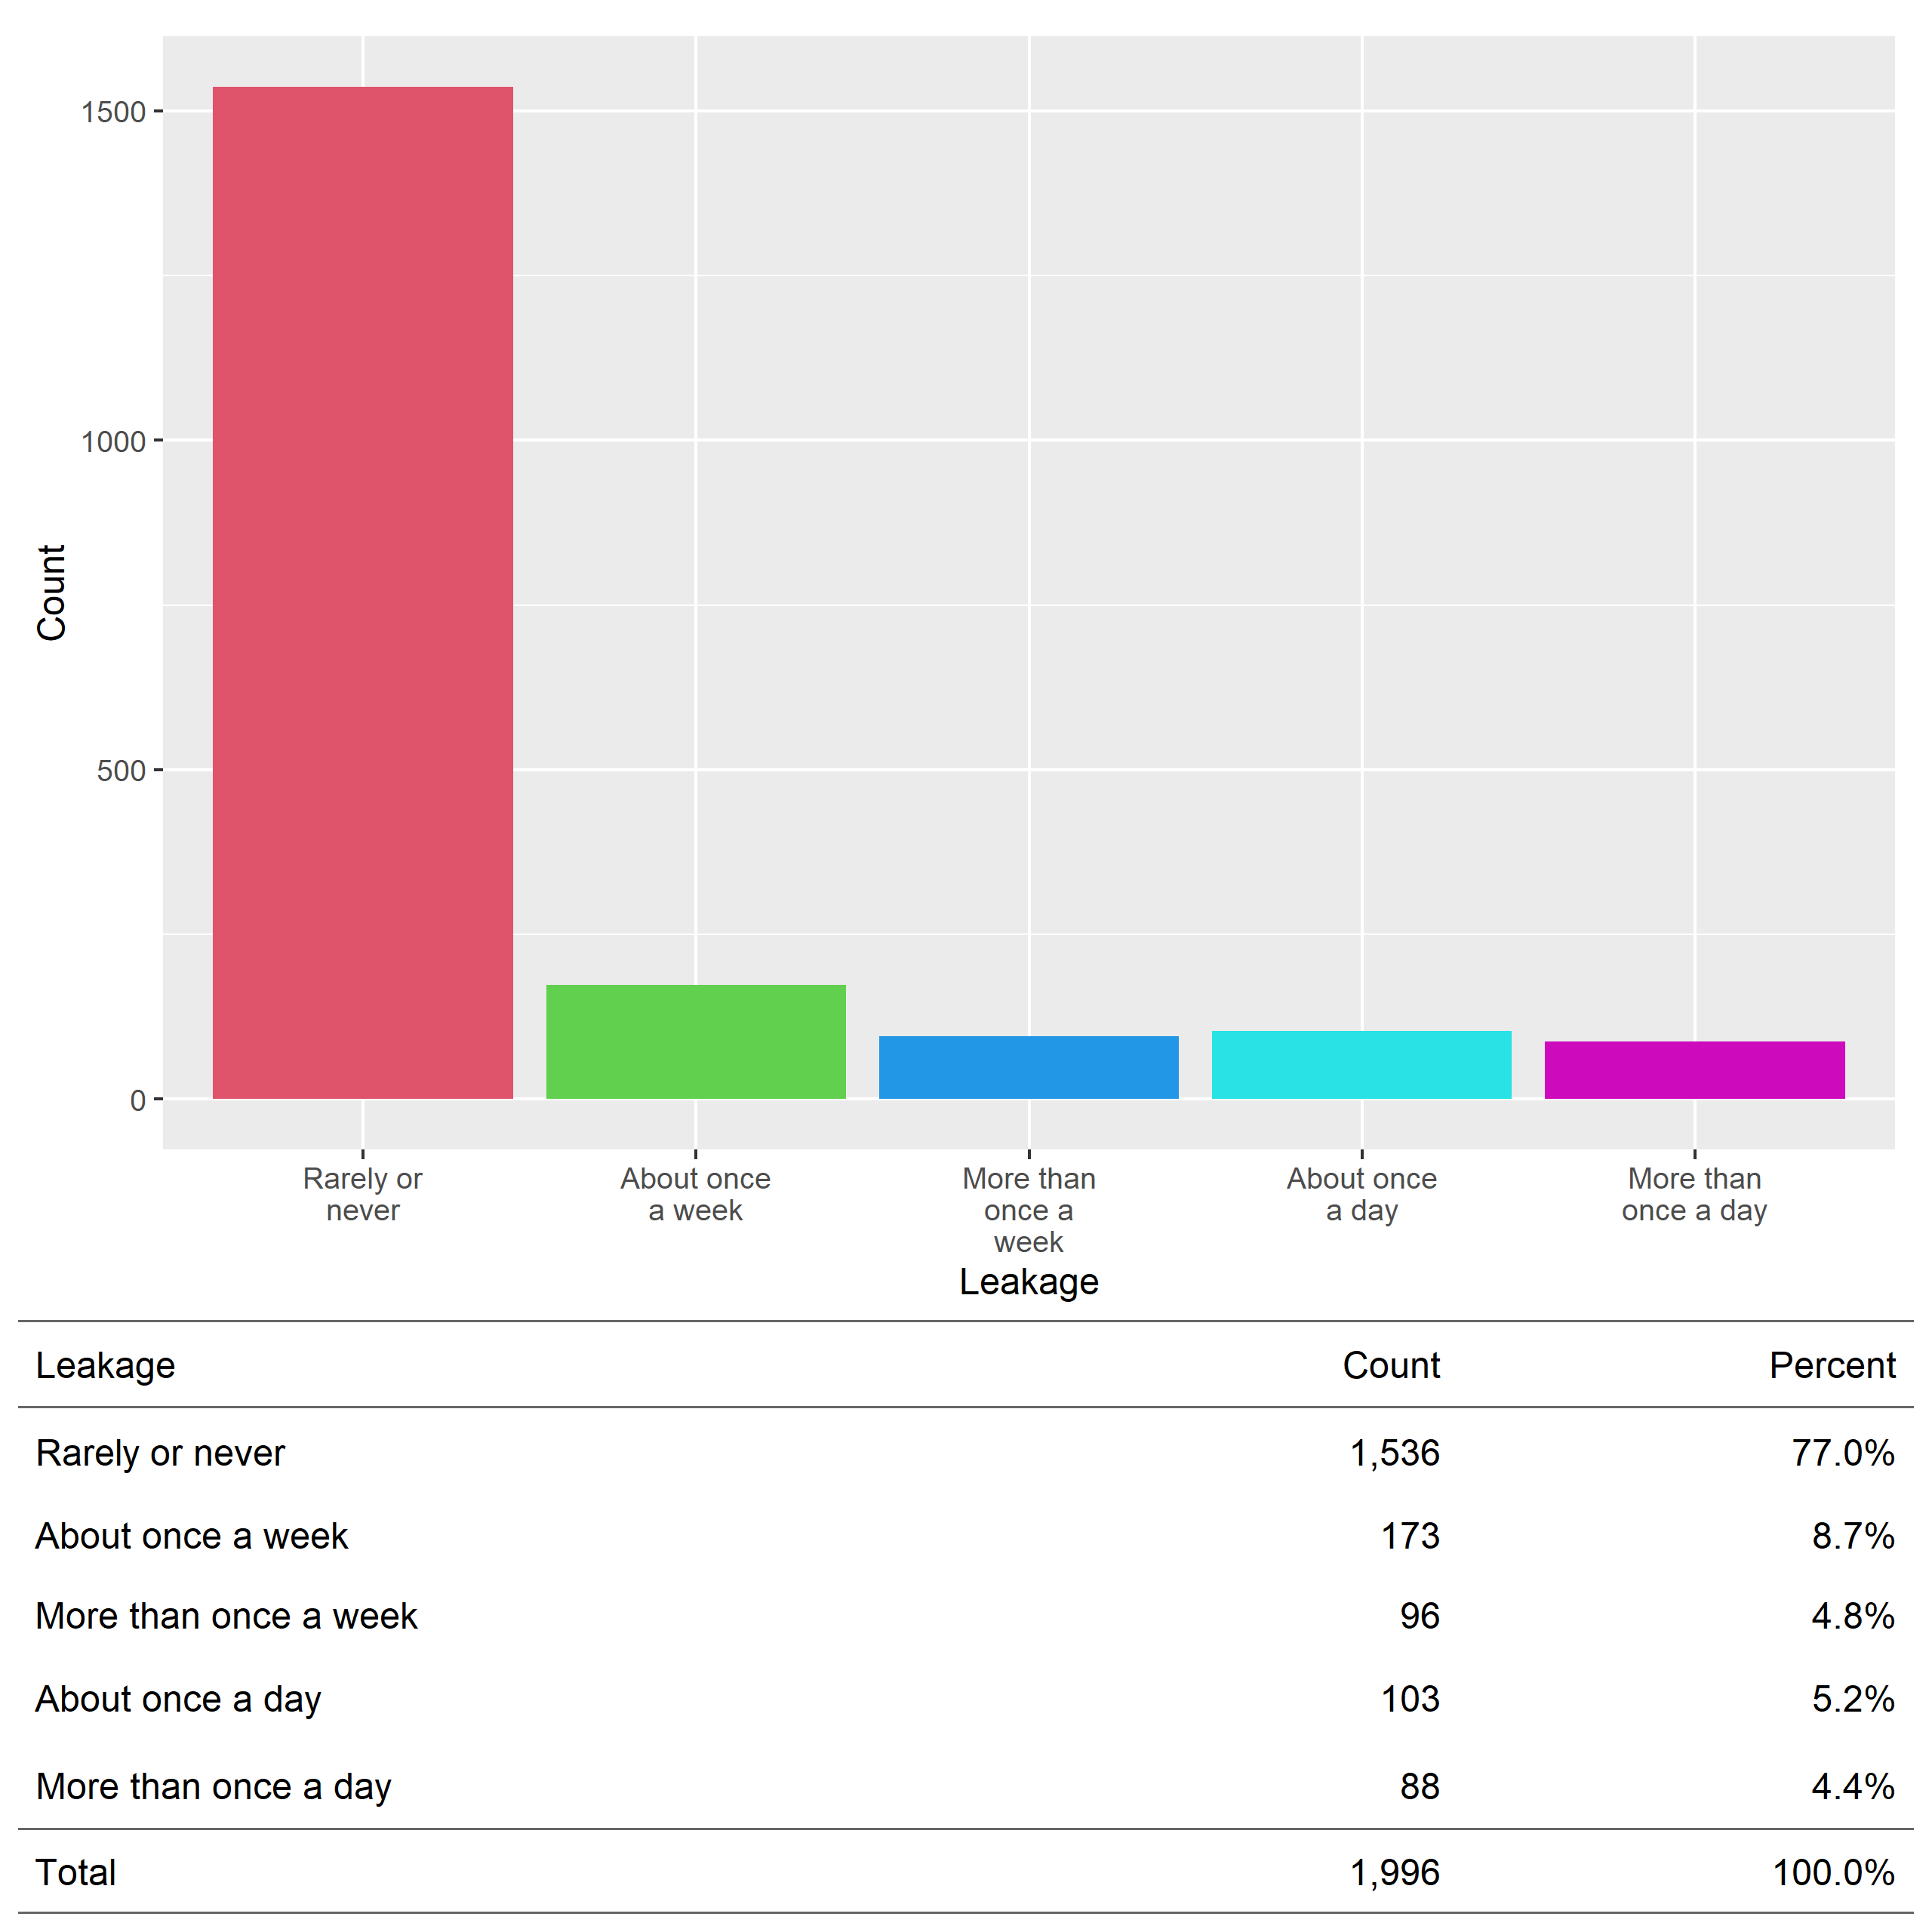 1500
1000
500
0
Count
Rarely or
never
About once
a week
More than
once a
week
About once
a day
More than
once a day
Leakage
Leakage Count Percent
Rarely or never 1,536 77.0%
About once a week 173 8.7%
More than once a week 96 4.8%
About once a day 103 5.2%
More than once a day 88 4.4%
Total 1,996 100.0%